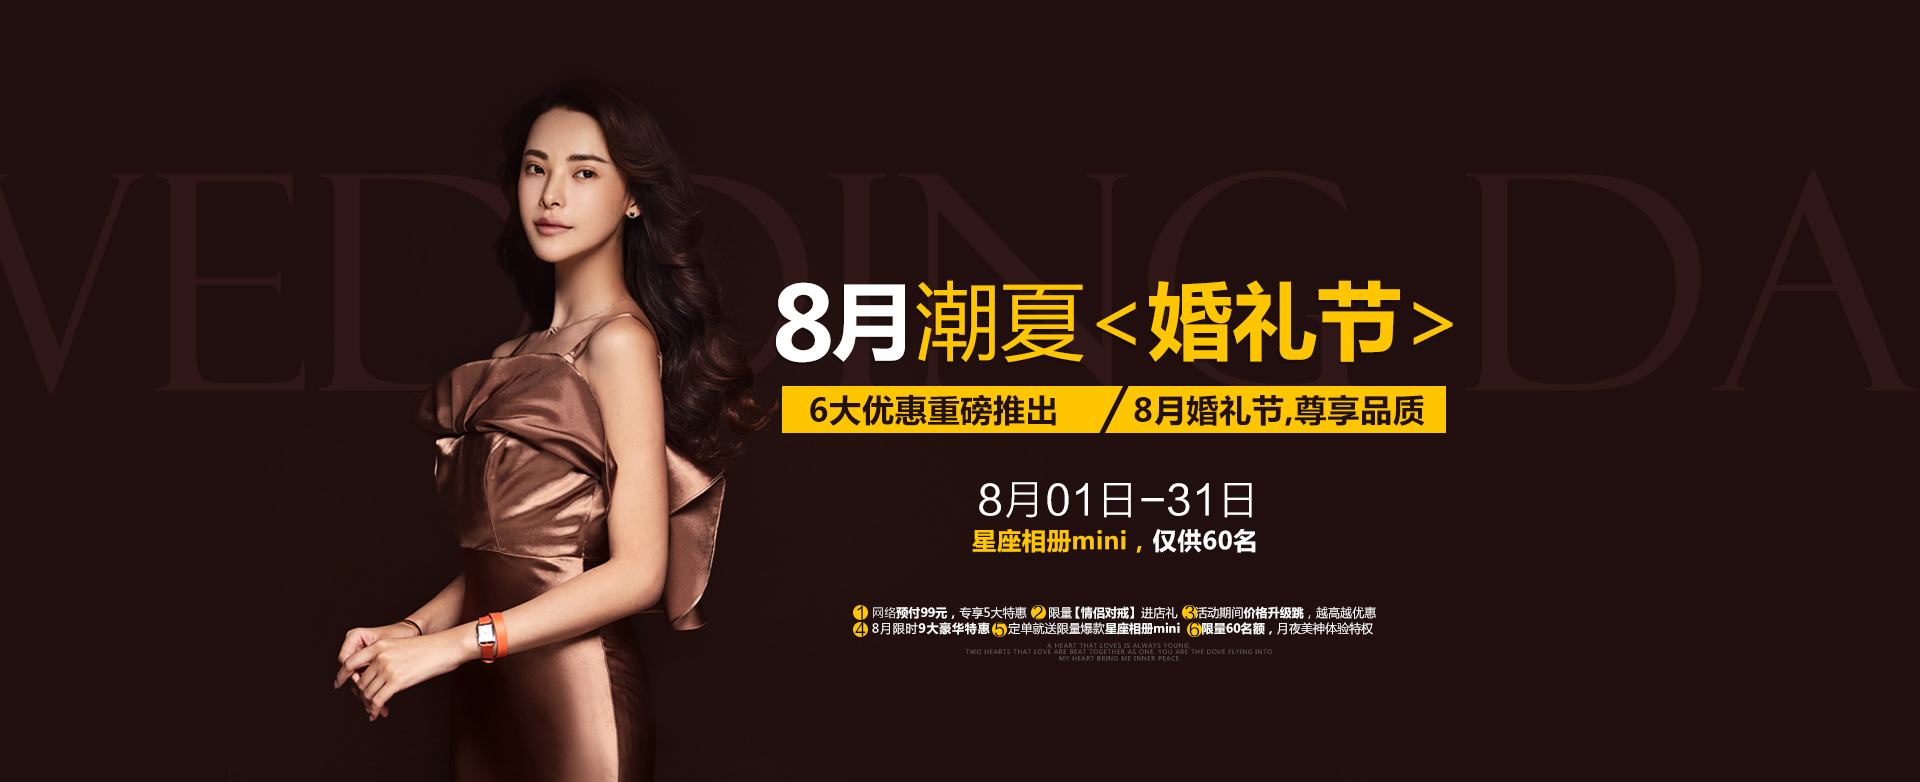 WEDDING DA
8月潮夏<婚礼节>
6大优惠重磅推出 / 8月婚礼节,尊享品质
8月01日-31日
星座相册mini，仅供60名
1 网络预付99元，专享5大特惠 2 限量【情侣对戒】进店礼 3 活动期间价格升级跳，越高越优惠
4 8月限时9大豪华特惠 5 定单就送限量爆款星座相册mini 6 限量60名额，月夜美神体验特权
A HEART THAT LOVES IS ALWAYS YOUNG.
TWO HEARTS THAT LOVE ARE BEAT TOGETHER AS ONE. YOU ARE THE DOVE FLYING INTO
MY HEART BRING ME INNER PEACE.